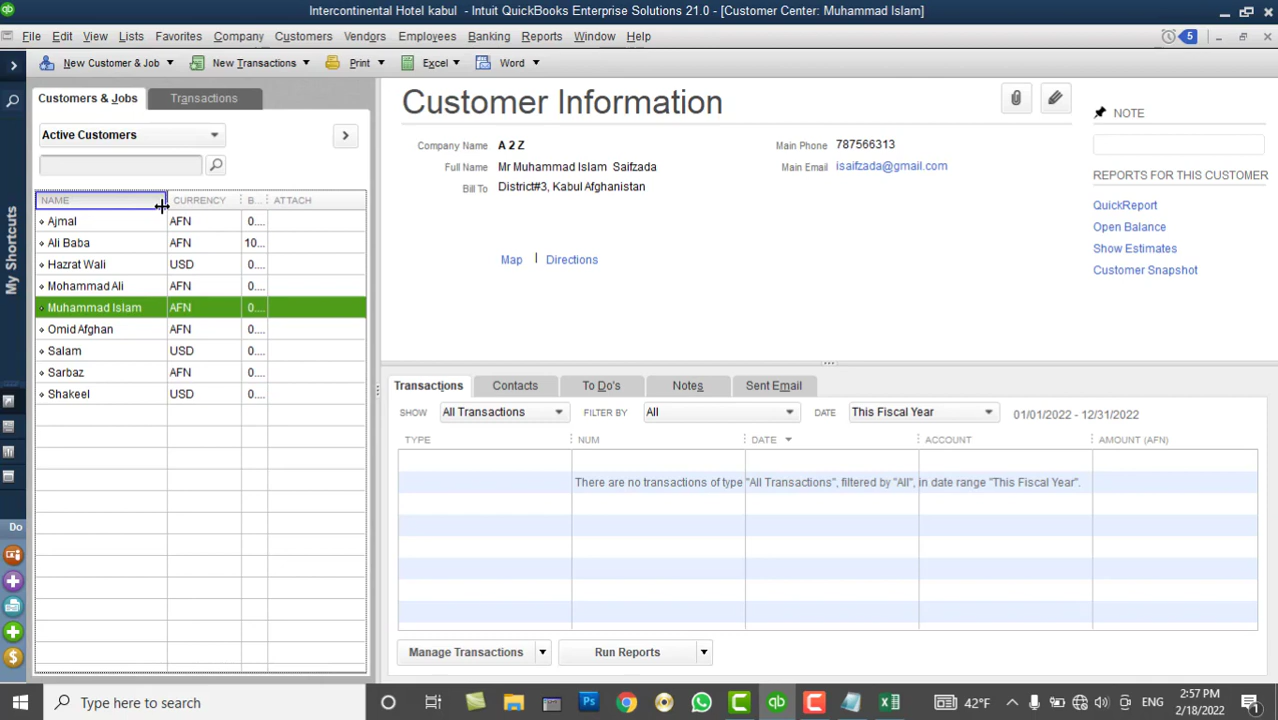 Intercontinental Hotel kabul - Intuit QuickBooks Enterprise Solutions 21.0 - [Customer Center: Muhammad Islam]
File Edit View Lists Favorites Company Customers Vendors Employees Banking Reports Window Help 5
New Customer & Job New Transactions Print Excel Word
Customers & Jobs Transactions
Active Customers
NAME CURRENCY B... ATTACH
Ajmal AFN 0....
Ali Baba AFN 10...
Hazrat Wali USD 0....
Mohammad Ali AFN 0....
Muhammad Islam AFN 0....
Omid Afghan AFN 0....
Salam USD 0....
Sarbaz AFN 0....
Shakeel USD 0....
My Shortcuts
Do
Customer Information
Company Name A 2 Z
Full Name Mr Muhammad Islam Saifzada
Bill To District#3, Kabul Afghanistan
Main Phone 787566313
Main Email isaifzada@gmail.com
Map Directions
NOTE
REPORTS FOR THIS CUSTOMER
QuickReport
Open Balance
Show Estimates
Customer Snapshot
Transactions Contacts To Do's Notes Sent Email
SHOW All Transactions FILTER BY All DATE This Fiscal Year 01/01/2022 - 12/31/2022
TYPE NUM DATE ACCOUNT AMOUNT (AFN)
There are no transactions of type "All Transactions", filtered by "All", in date range "This Fiscal Year".
Manage Transactions Run Reports
Type here to search Ps qb 42°F ENG
2:57 PM
2/18/2022 1